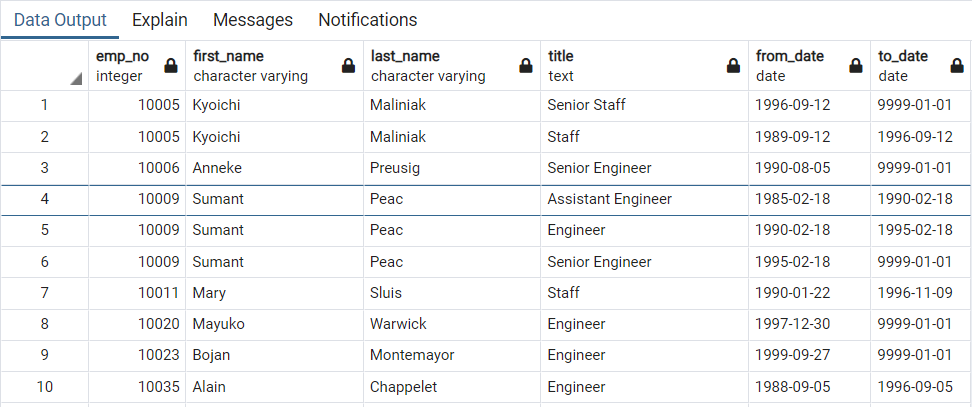 Data Output Explain Messages Notifications
emp_no first_name last_name title from_date to_date
integer character varying character varying text date date
1 10005 Kyoichi Maliniak Senior Staff 1996-09-12 9999-01-01
2 10005 Kyoichi Maliniak Staff 1989-09-12 1996-09-12
3 10006 Anneke Preusig Senior Engineer 1990-08-05 9999-01-01
4 10009 Sumant Peac Assistant Engineer 1985-02-18 1990-02-18
5 10009 Sumant Peac Engineer 1990-02-18 1995-02-18
6 10009 Sumant Peac Senior Engineer 1995-02-18 9999-01-01
7 10011 Mary Sluis Staff 1990-01-22 1996-11-09
8 10020 Mayuko Warwick Engineer 1997-12-30 9999-01-01
9 10023 Bojan Montemayor Engineer 1999-09-27 9999-01-01
10 10035 Alain Chappelet Engineer 1988-09-05 1996-09-05